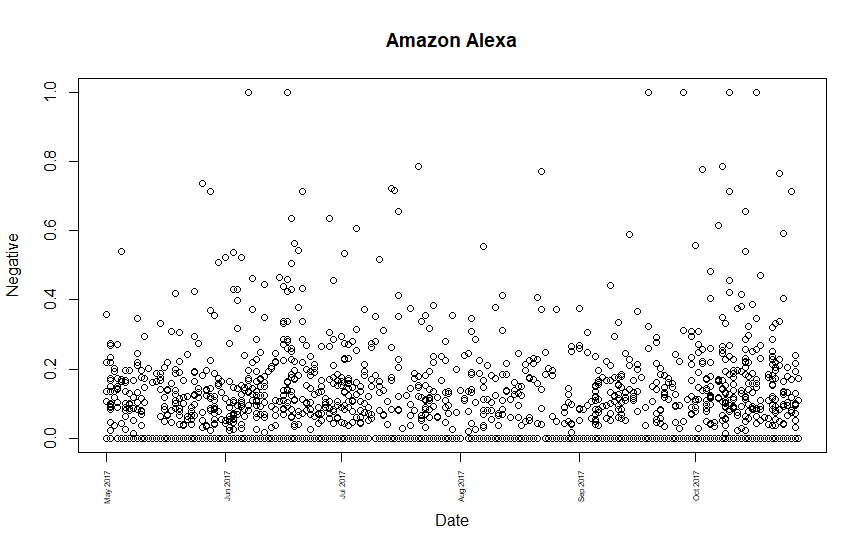 Amazon Alexa
Negative
1.0
0.8
0.6
0.4
0.2
0.0
May 2017
Jun 2017
Jul 2017
Aug 2017
Sep 2017
Oct 2017
Date